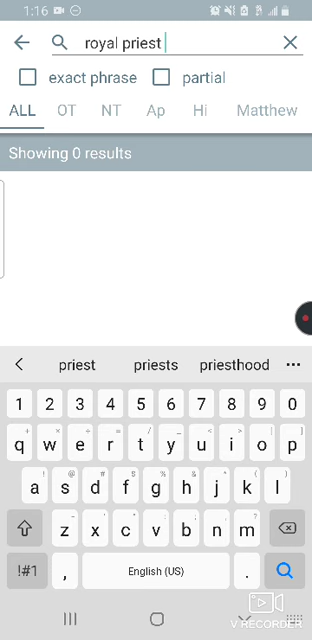 1:16
royal priest
exact phrase partial
ALL OT NT Ap Hi Matthew
Showing 0 results
priest priests priesthood
1 2 3 4 5 6 7 8 9 0
q w e r t y u i o p
a s d f g h j k l
z x c v b n m
!#1 , English (US) .
V RECORDER